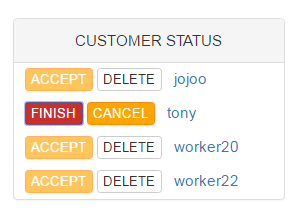 CUSTOMER STATUS
ACCEPT DELETE jojoo
FINISH CANCEL tony
ACCEPT DELETE worker20
ACCEPT DELETE worker22